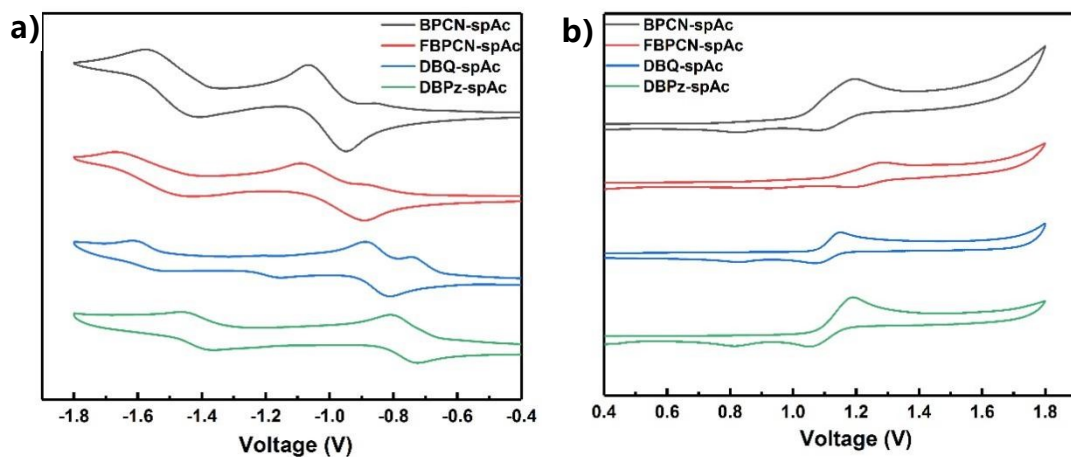 a)
BPCN-spAc
FBPCN-spAc
DBQ-spAc
DBPz-spAc
-1.8 -1.6 -1.4 -1.2 -1.0 -0.8 -0.6 -0.4
Voltage (V)
b)
BPCN-spAc
FBPCN-spAc
DBQ-spAc
DBPz-spAc
0.4 0.6 0.8 1.0 1.2 1.4 1.6 1.8
Voltage (V)